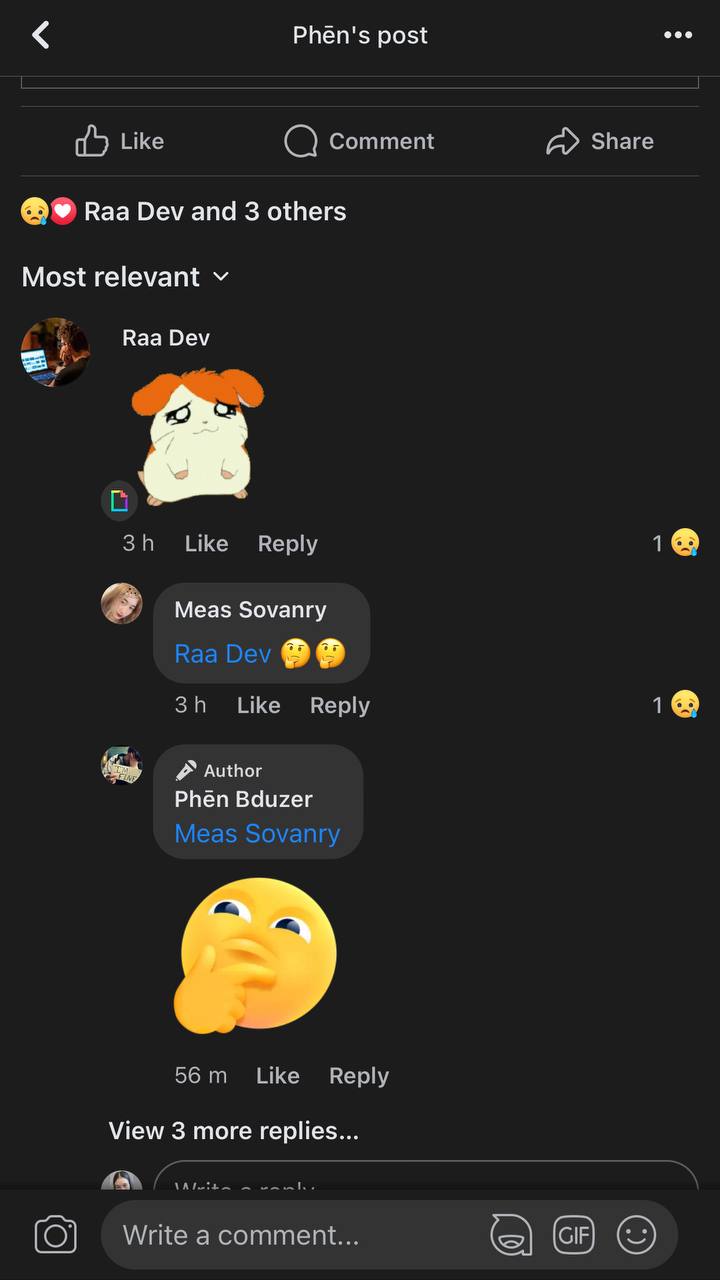 Phēn's post
Like
Comment
Share
Raa Dev and 3 others
Most relevant
Raa Dev
3 h Like Reply 1
Meas Sovanry
Raa Dev
3 h Like Reply 1
Author
Phēn Bduzer
Meas Sovanry
56 m Like Reply
View 3 more replies...
Write a reply
Write a comment...
GIF